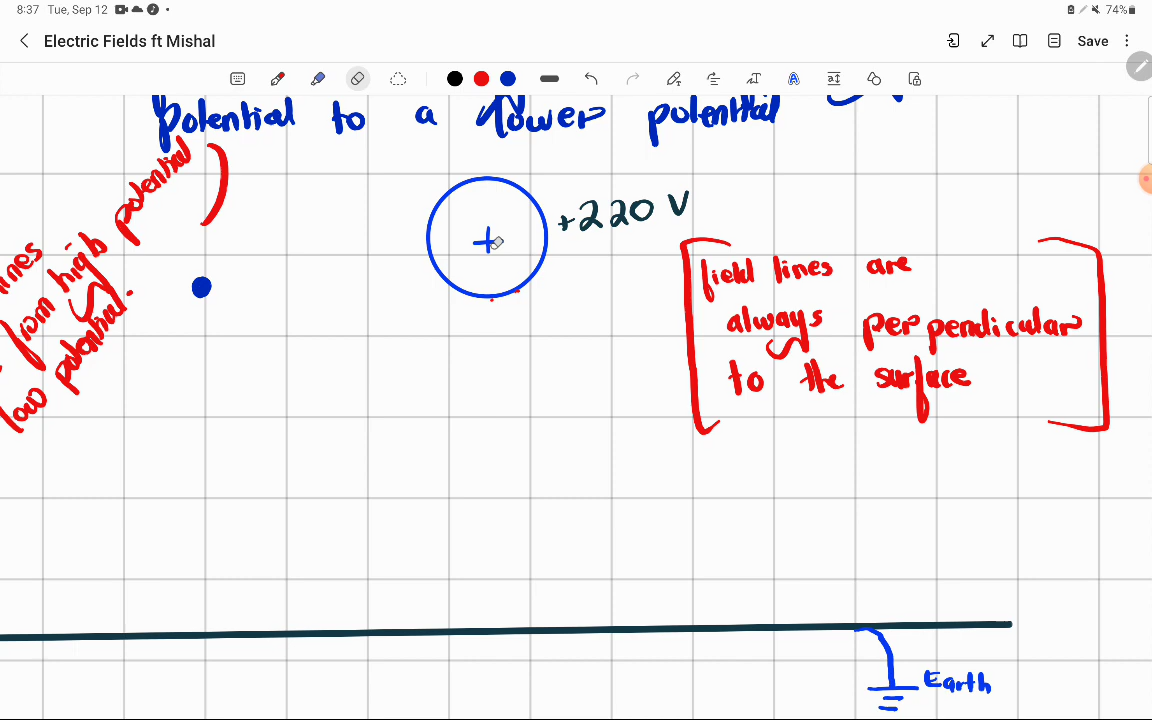 8:37 Tue, Sep 12
74%
Electric Fields ft Mishal
Save
potential to a lower potential
lines
from high potential
low potential.
)
+
+220 V
field lines are
always perpendicular
to the surface
Earth